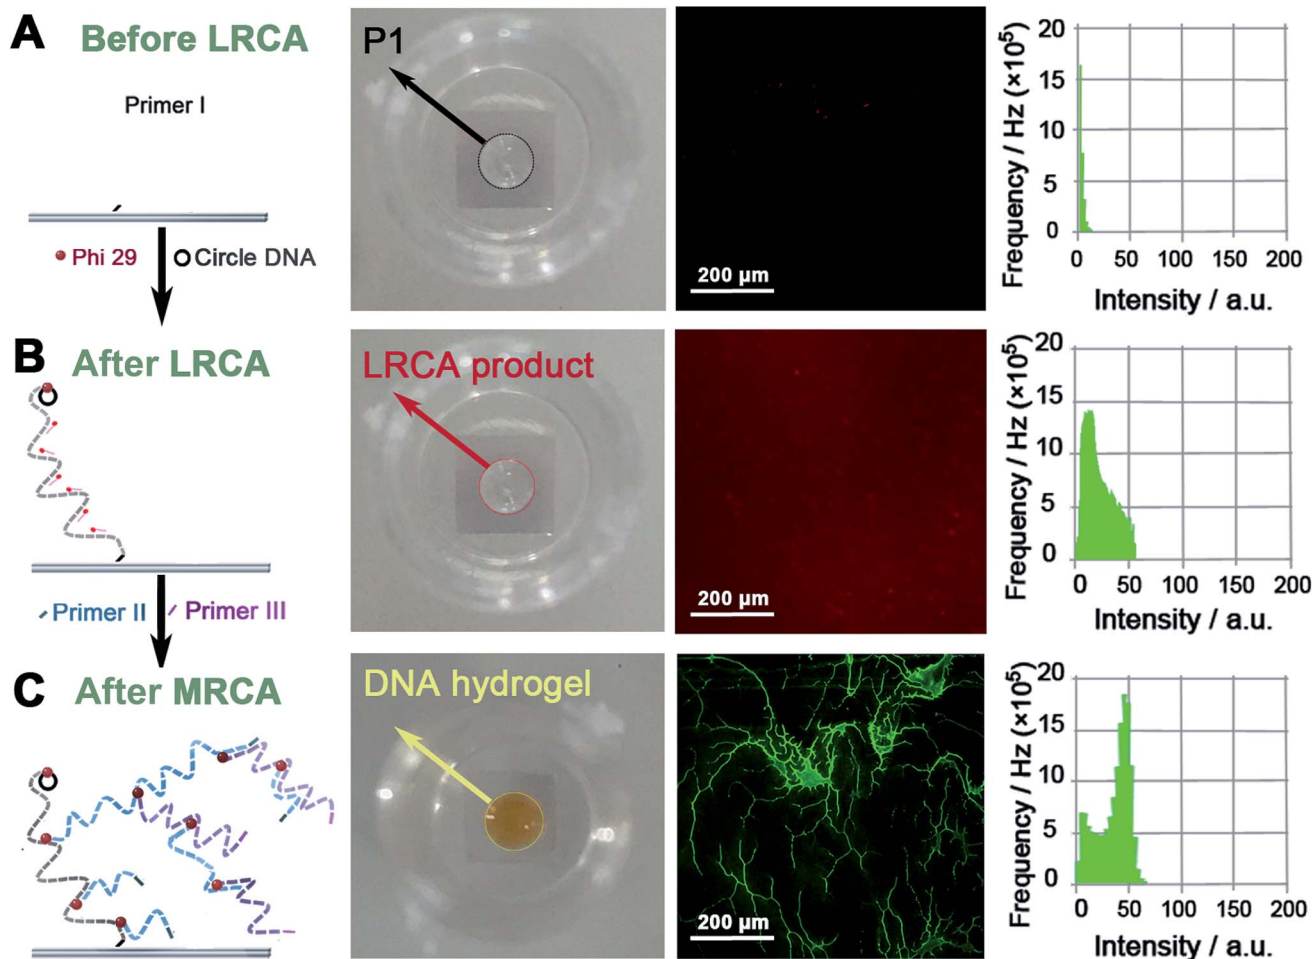 A
Before LRCA
Primer I
Phi 29
Circle DNA
P1
200 µm
Frequency / Hz (×10⁵)
20
15
10
5
0
0 50 100 150 200
Intensity / a.u.
B
After LRCA
Primer II
Primer III
LRCA product
200 µm
Frequency / Hz (×10⁵)
20
15
10
5
0
0 50 100 150 200
Intensity / a.u.
C
After MRCA
DNA hydrogel
200 µm
Frequency / Hz (×10⁵)
20
15
10
5
0
0 50 100 150 200
Intensity / a.u.